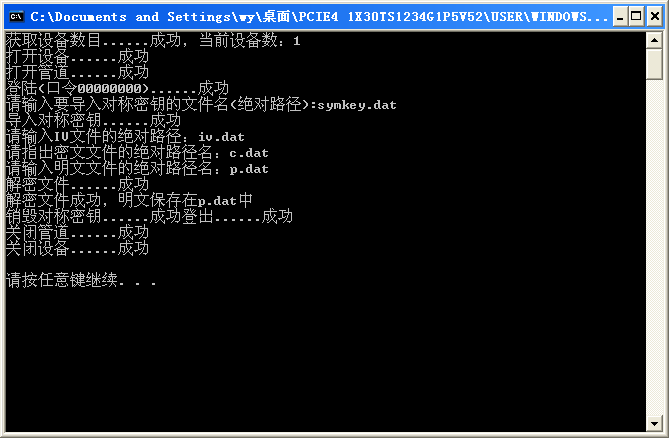 C:\Documents and Settings\wy\桌面\PCIE4 1X30TS1234G1P5V52\USER\WINDOWS...
获取设备数目......成功, 当前设备数: 1
打开设备......成功
打开管道......成功
登陆(口令00000000)......成功
请输入要导入对称密钥的文件名(绝对路径):symkey.dat
导入对称密钥......成功
请输入IV文件的绝对路径: iv.dat
请指出密文文件的绝对路径名: c.dat
请输入明文文件的绝对路径名: p.dat
解密文件......成功
解密文件成功, 明文保存在p.dat中
销毁对称密钥......成功登出......成功
关闭管道......成功
关闭设备......成功
请按任意键继续. . .